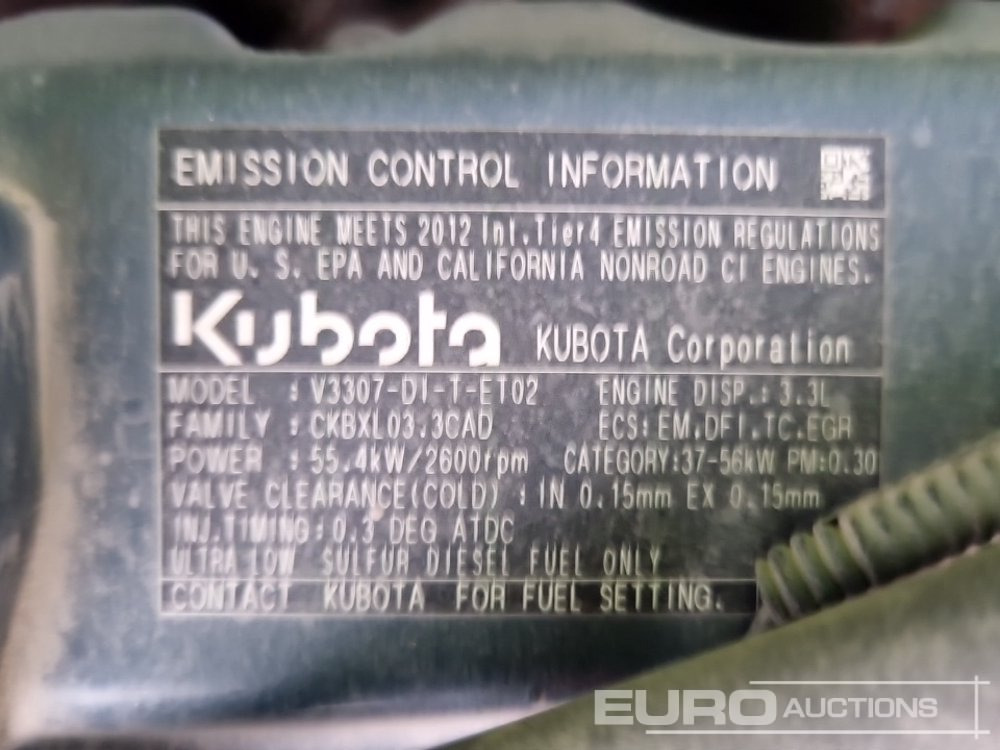 EMISSION CONTROL INFORMATION
THIS ENGINE MEETS 2012 Int.Tier4 EMISSION REGULATIONS
FOR U. S. EPA AND CALIFORNIA NONROAD CI ENGINES.
Kubota KUBOTA Corporation
MODEL : V3307-DI-T-ET02 ENGINE DISP.: 3.3L
FAMILY : CKBXL03.3CAD ECS: EM.DFI.TC.EGR
POWER : 55.4kW/2600rpm CATEGORY:37-56kW PM:0.30
VALVE CLEARANCE(COLD) : IN 0.15mm EX 0.15mm
INJ.TIMING: 0.3 DEG ATDC
ULTRA LOW SULFUR DIESEL FUEL ONLY
CONTACT KUBOTA FOR FUEL SETTING.
EURO AUCTIONS